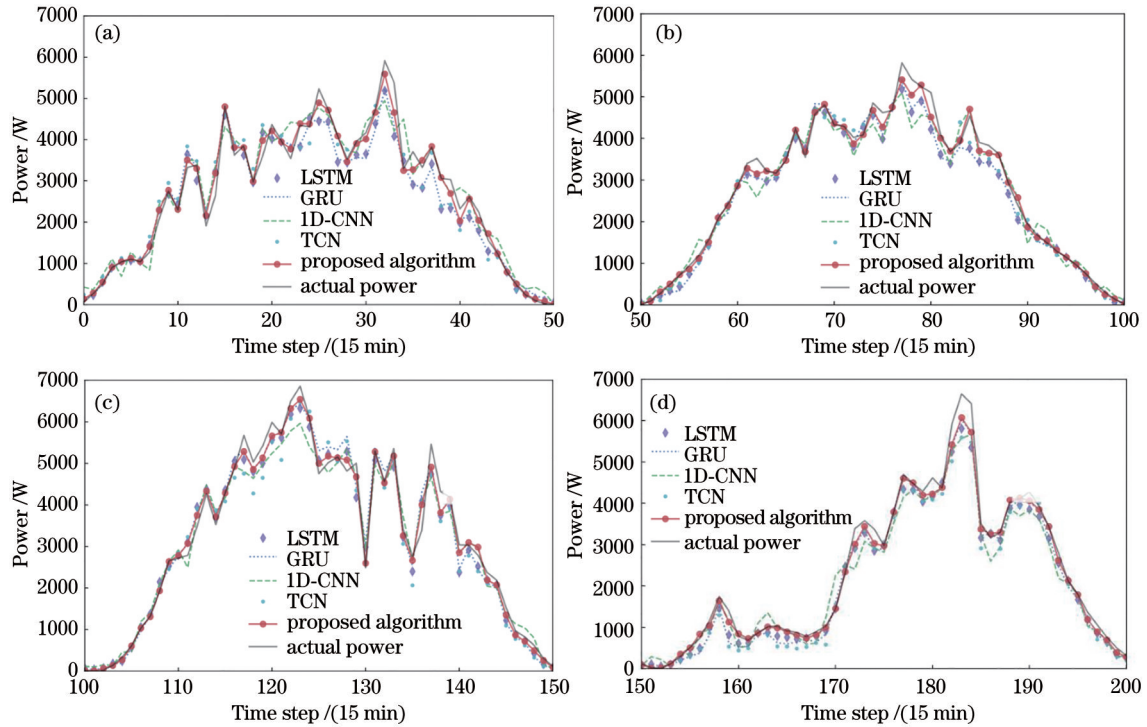 (a)
7000
6000
5000
4000
3000
2000
1000
0
Power /W
LSTM
GRU
1D-CNN
TCN
proposed algorithm
actual power
0 10 20 30 40 50
Time step /(15 min)
(b)
7000
6000
5000
4000
3000
2000
1000
0
Power /W
LSTM
GRU
1D-CNN
TCN
proposed algorithm
actual power
50 60 70 80 90 100
Time step /(15 min)
(c)
7000
6000
5000
4000
3000
2000
1000
0
Power /W
LSTM
GRU
1D-CNN
TCN
proposed algorithm
actual power
100 110 120 130 140 150
Time step /(15 min)
(d)
7000
6000
5000
4000
3000
2000
1000
0
Power /W
LSTM
GRU
1D-CNN
TCN
proposed algorithm
actual power
150 160 170 180 190 200
Time step /(15 min)